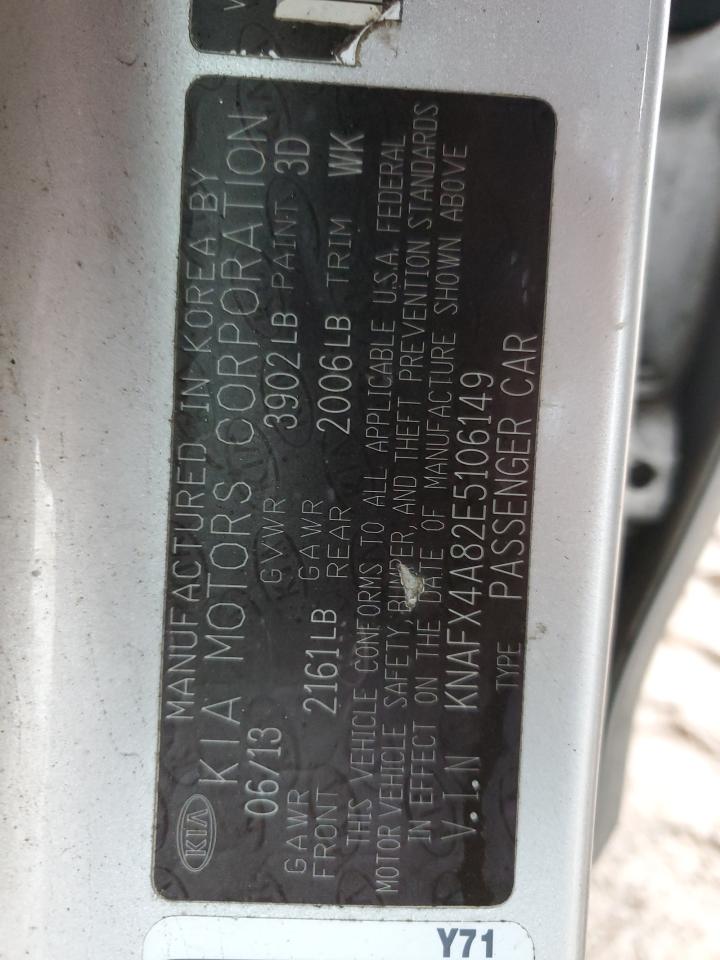 KIA
MANUFACTURED IN KOREA BY
KIA MOTORS CORPORATION
06/13 GVWR 3902LB PAINT 3D
GAWR FRONT 2161LB GAWR REAR 2006LB TRIM WK
THIS VEHICLE CONFORMS TO ALL APPLICABLE U.S.A. FEDERAL
MOTOR VEHICLE SAFETY, BUMPER, AND THEFT PREVENTION STANDARDS
IN EFFECT ON THE DATE OF MANUFACTURE SHOWN ABOVE
V.I.N KNAFX4A82E5106149
TYPE PASSENGER CAR
Y71